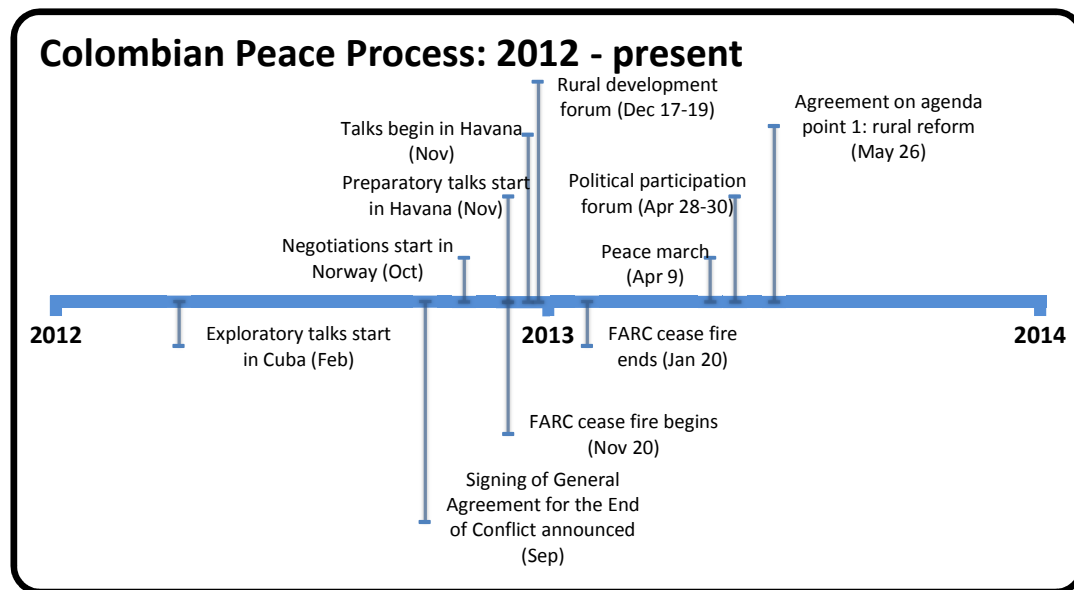 Colombian Peace Process: 2012 - present
Rural development
forum (Dec 17-19)
Agreement on agenda
point 1: rural reform
(May 26)
Talks begin in Havana
(Nov)
Preparatory talks start
in Havana (Nov)
Political participation
forum (Apr 28-30)
Negotiations start in
Norway (Oct)
Peace march
(Apr 9)
2012
2013
2014
Exploratory talks start
in Cuba (Feb)
FARC cease fire
ends (Jan 20)
FARC cease fire begins
(Nov 20)
Signing of General
Agreement for the End
of Conflict announced
(Sep)